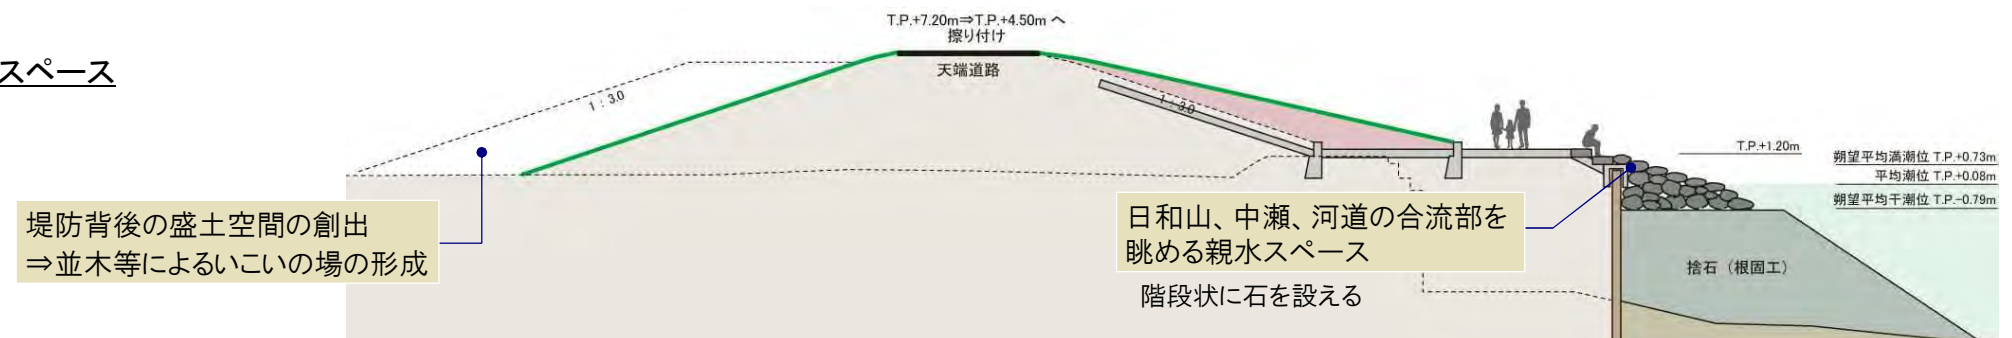 スペース
T.P.+7.20m⇒T.P.+4.50m へ
擦り付け
天端道路
1：3.0
1：3.0
T.P.+1.20m
朔望平均満潮位 T.P.+0.73m
平均潮位 T.P.+0.08m
朔望平均干潮位 T.P.-0.79m
堤防背後の盛土空間の創出
⇒並木等によるいこいの場の形成
日和山、中瀬、河道の合流部を
眺める親水スペース
階段状に石を設える
捨石（根固工）